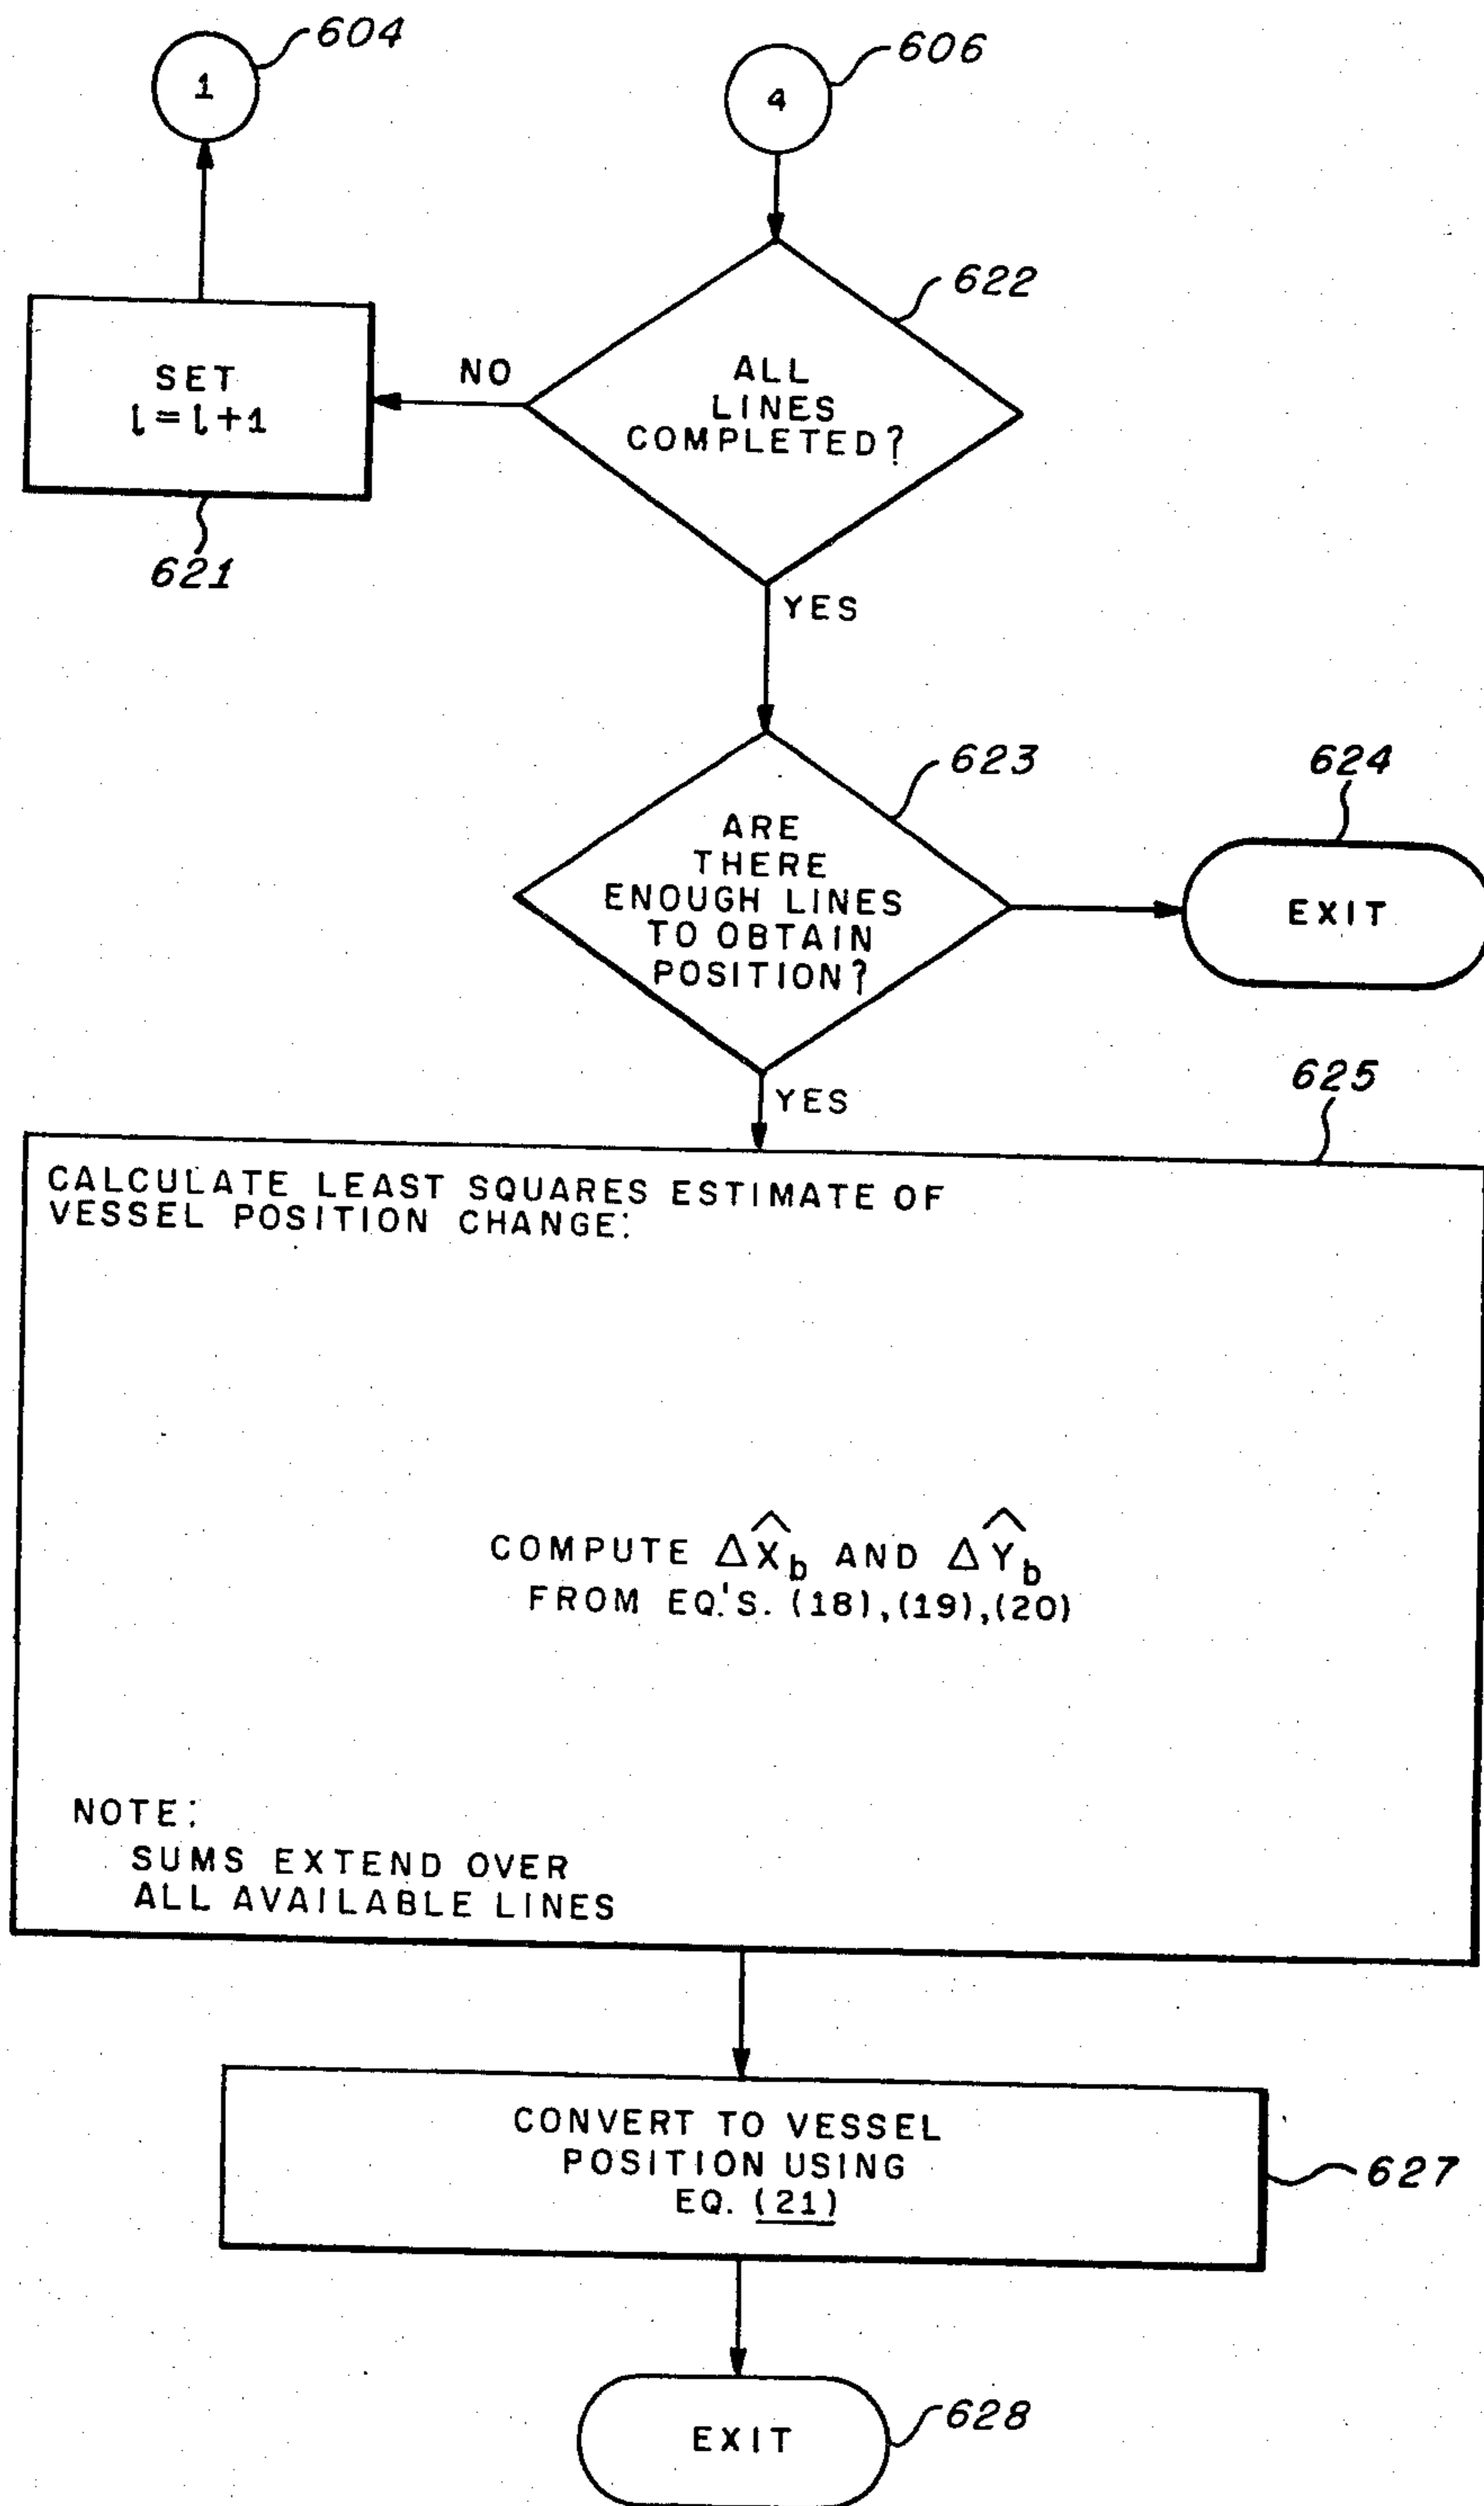 604
1
606
4
622
ALL
LINES
COMPLETED?
NO
SET
l=l+1
621
YES
623
ARE
THERE
ENOUGH LINES
TO OBTAIN
POSITION?
624
EXIT
YES
625
CALCULATE LEAST SQUARES ESTIMATE OF
VESSEL POSITION CHANGE:
COMPUTE ΔX̂b AND ΔŶb
FROM EQ.'S. (18),(19),(20)
NOTE:
SUMS EXTEND OVER
ALL AVAILABLE LINES
CONVERT TO VESSEL
POSITION USING
EQ. (21)
627
EXIT
628